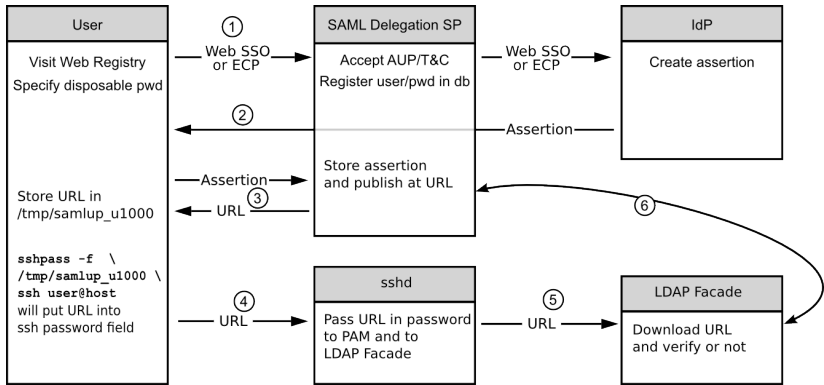 User
Visit Web Registry
Specify disposable pwd
Store URL in
/tmp/samlup_u1000
sshpass -f \
/tmp/samlup_u1000 \
ssh user@host
will put URL into
ssh password field
1
Web SSO
or ECP
2
Assertion
3
URL
4
URL
SAML Delegation SP
Accept AUP/T&C
Register user/pwd in db
Store assertion
and publish at URL
sshd
Pass URL in password
to PAM and to
LDAP Facade
Web SSO
or ECP
Assertion
5
URL
6
IdP
Create assertion
LDAP Facade
Download URL
and verify or not